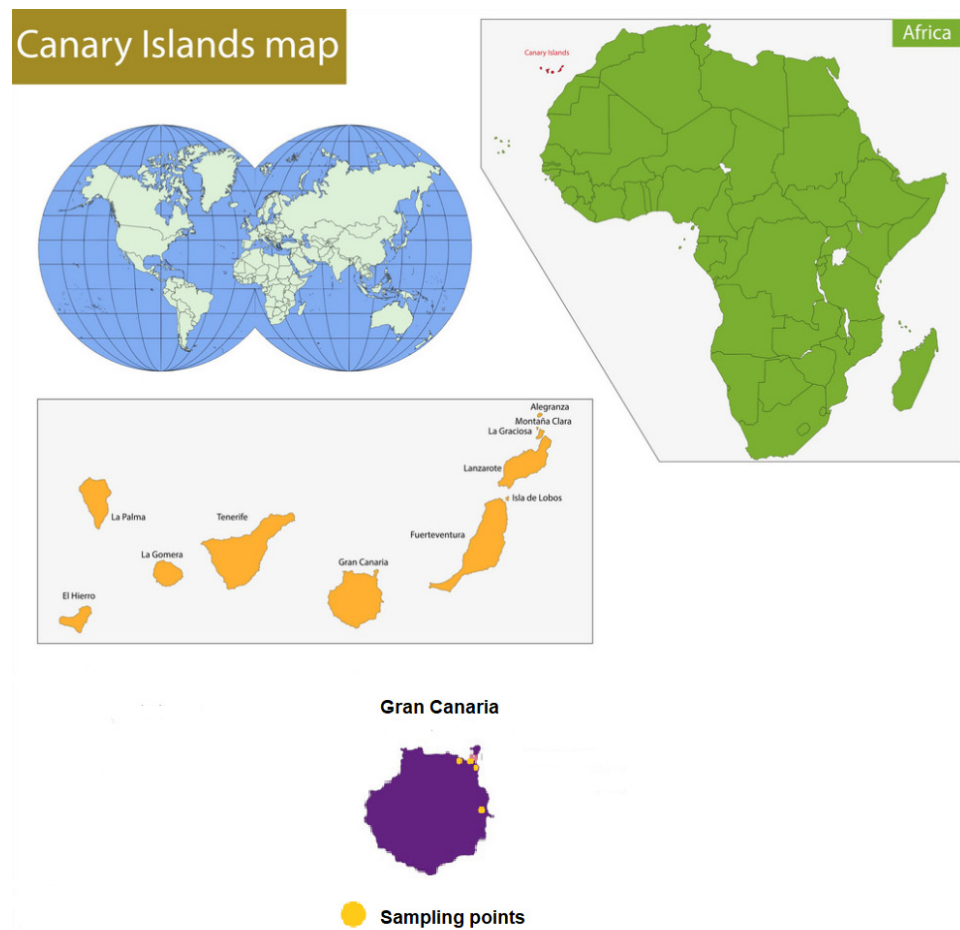 Canary Islands map
Africa
Canary Islands
Alegranza
Montaña Clara
La Graciosa
Lanzarote
Isla de Lobos
La Palma
Tenerife
Fuerteventura
La Gomera
Gran Canaria
El Hierro
Gran Canaria
Sampling points